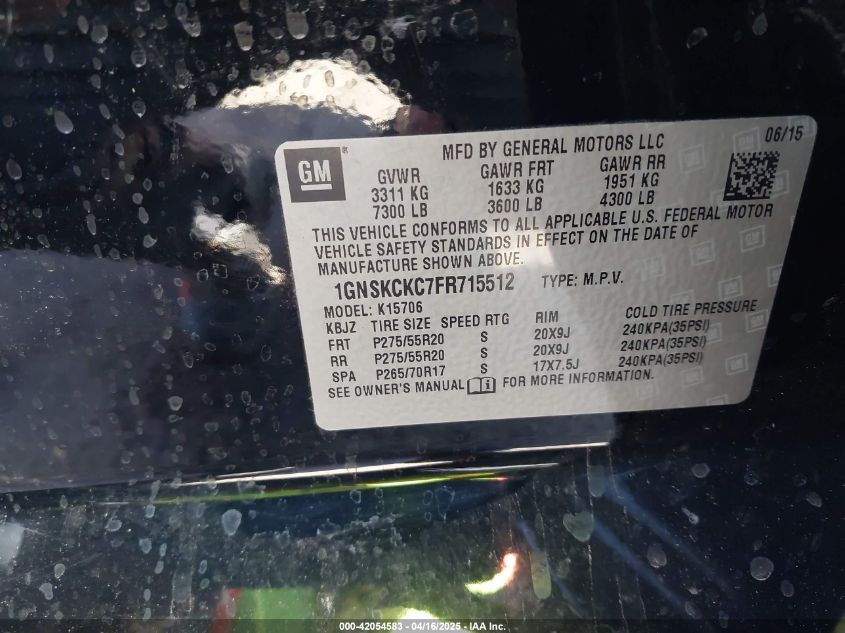 06/15
MFD BY GENERAL MOTORS LLC
GM ®
GVWR GAWR FRT GAWR RR
3311 KG 1633 KG 1951 KG
7300 LB 3600 LB 4300 LB
THIS VEHICLE CONFORMS TO ALL APPLICABLE U.S. FEDERAL MOTOR
VEHICLE SAFETY STANDARDS IN EFFECT ON THE DATE OF
MANUFACTURE SHOWN ABOVE.
1GNSKCKC7FR715512 TYPE: M.P.V.
MODEL: K15706
KBJZ TIRE SIZE SPEED RTG RIM COLD TIRE PRESSURE
FRT P275/55R20 S 20X9J 240KPA(35PSI)
RR P275/55R20 S 20X9J 240KPA(35PSI)
SPA P265/70R17 S 17X7.5J 240KPA(35PSI)
SEE OWNER'S MANUAL i FOR MORE INFORMATION.
000-42054583 - 04/16/2025 - IAA Inc.